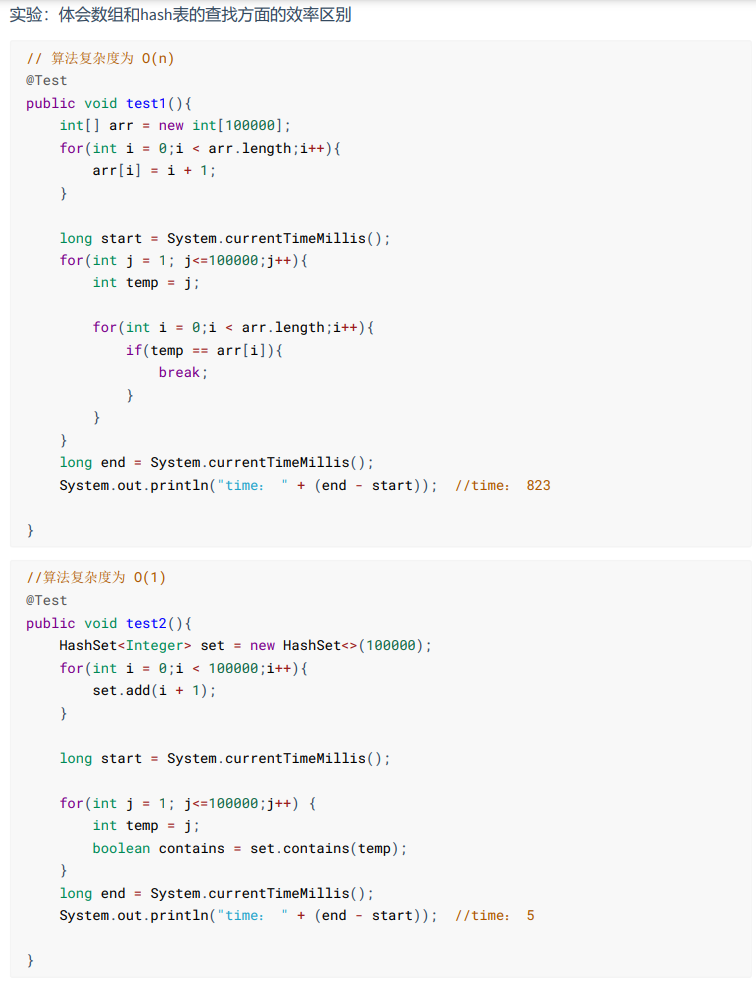 实验：体会数组和hash表的查找方面的效率区别
// 算法复杂度为 O(n)
@Test
public void test1(){
    int[] arr = new int[100000];
    for(int i = 0;i < arr.length;i++){
        arr[i] = i + 1;
    }
    long start = System.currentTimeMillis();
    for(int j = 1; j<=100000;j++){
        int temp = j;
        for(int i = 0;i < arr.length;i++){
            if(temp == arr[i]){
                break;
            }
        }
    }
    long end = System.currentTimeMillis();
    System.out.println("time： " + (end - start));  //time： 823
}
//算法复杂度为 O(1)
@Test
public void test2(){
    HashSet<Integer> set = new HashSet<>(100000);
    for(int i = 0;i < 100000;i++){
        set.add(i + 1);
    }
    long start = System.currentTimeMillis();
    for(int j = 1; j<=100000;j++) {
        int temp = j;
        boolean contains = set.contains(temp);
    }
    long end = System.currentTimeMillis();
    System.out.println("time： " + (end - start));  //time： 5
}